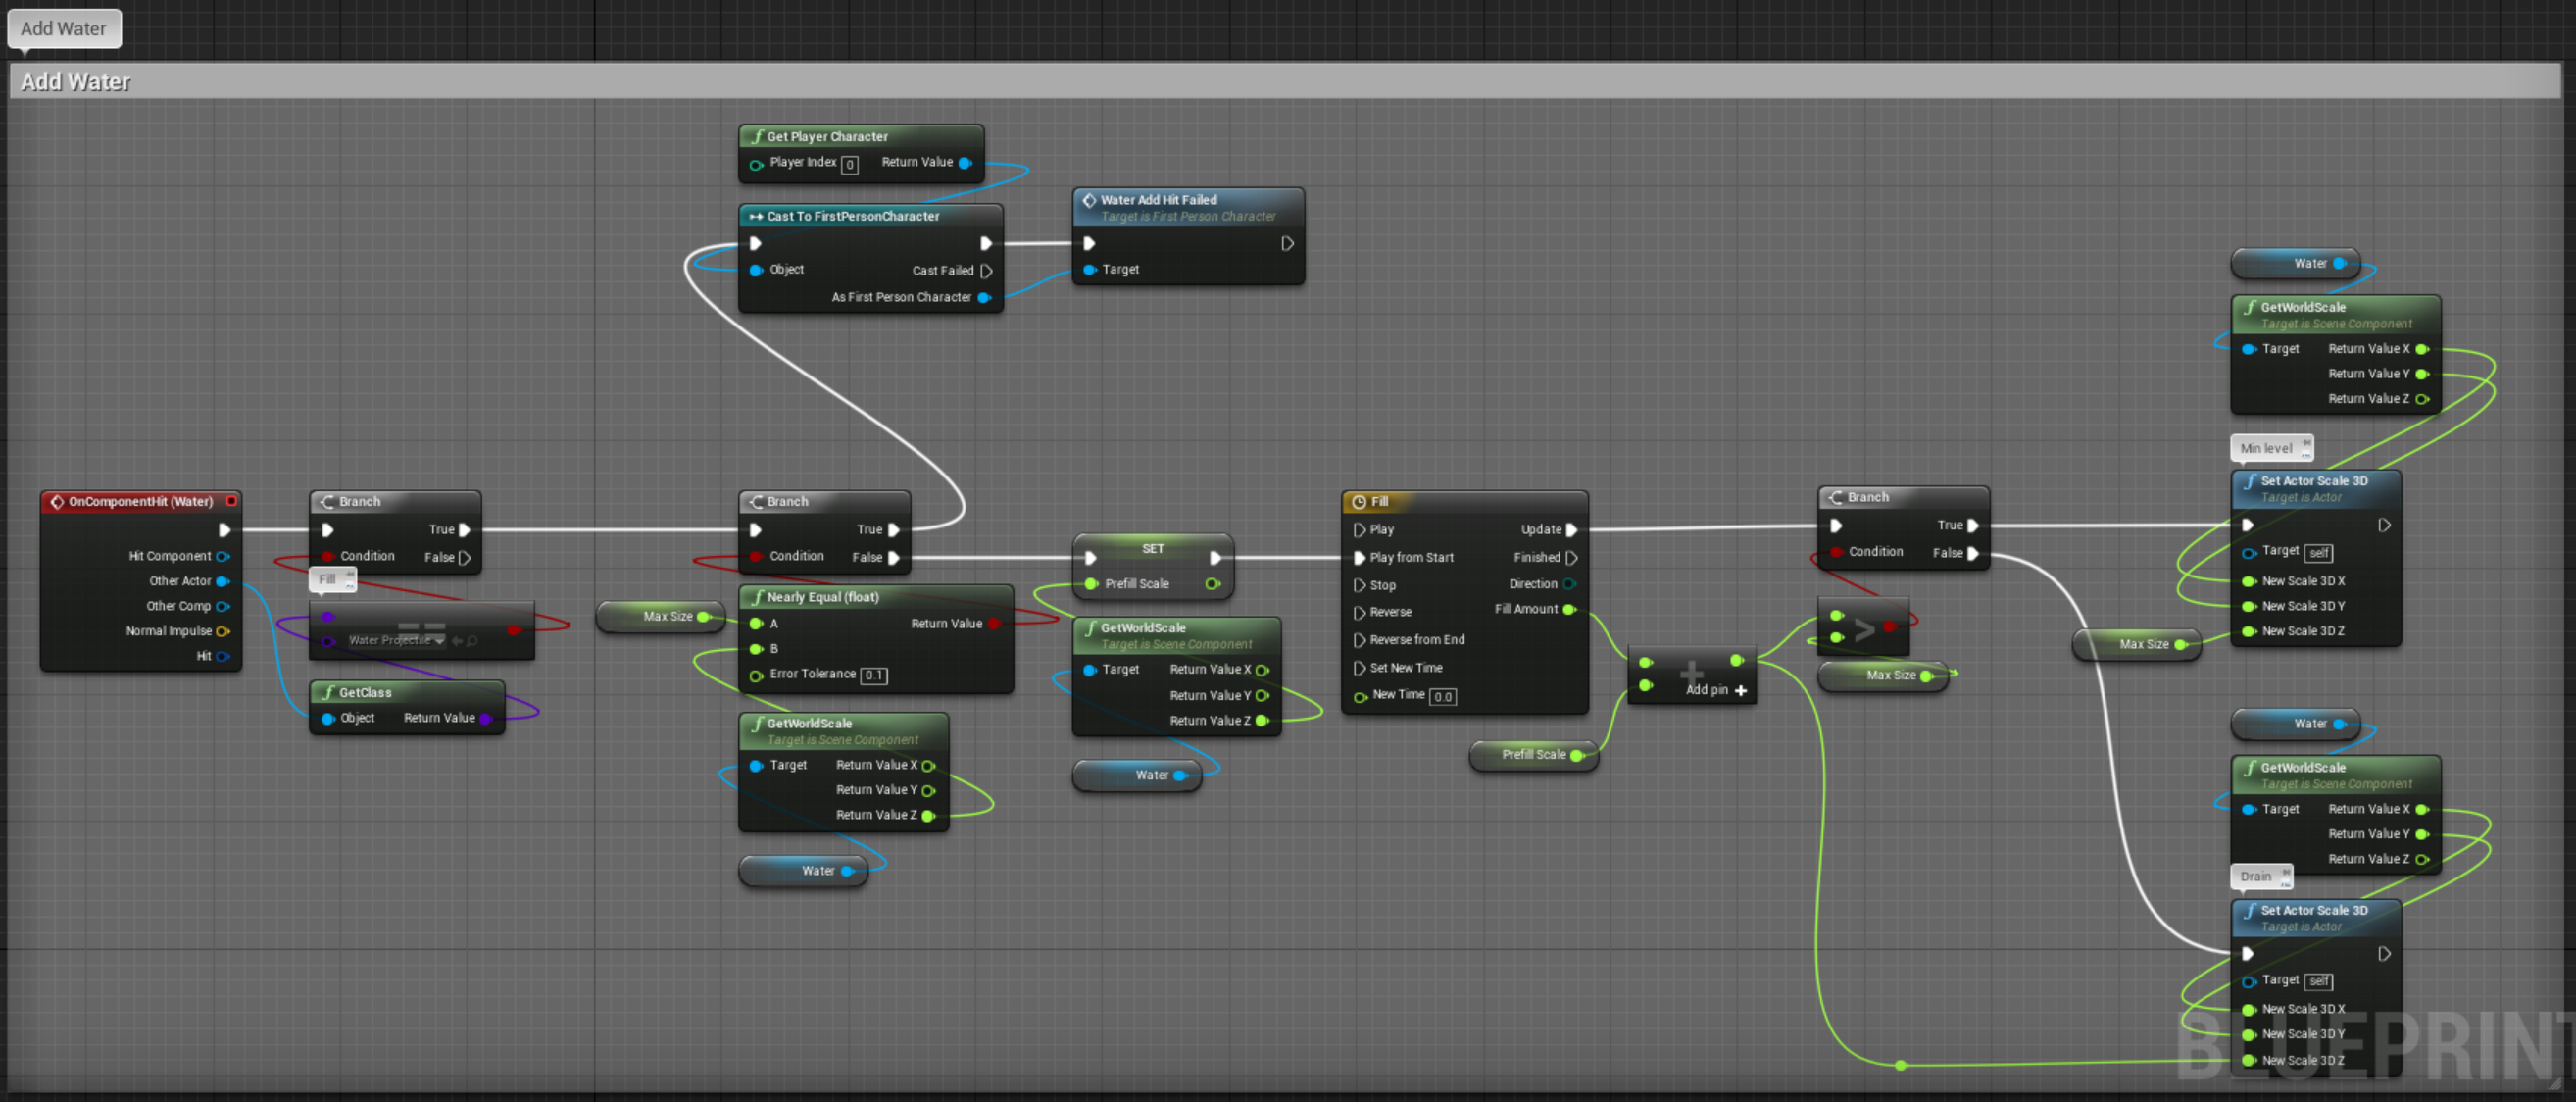 Add Water
Add Water
Get Player Character
Player Index 0 Return Value
Cast To FirstPersonCharacter
Object Cast Failed
As First Person Character
Water Add Hit Failed
Target is First Person Character
Target
OnComponentHit (Water)
Hit Component
Other Actor
Other Comp
Normal Impulse
Hit
Branch
True
Condition False
Fill
==
Water Projectile
GetClass
Object Return Value
Branch
True
Condition False
Max Size
Nearly Equal (float)
A Return Value
B
Error Tolerance 0.1
GetWorldScale
Target is Scene Component
Target Return Value X
Return Value Y
Return Value Z
Water
SET
Prefill Scale
GetWorldScale
Target is Scene Component
Target Return Value X
Return Value Y
Return Value Z
Water
Fill
Play Update
Play from Start Finished
Stop Direction
Reverse Fill Amount
Reverse from End
Set New Time
New Time 0.0
Prefill Scale
+
Add pin +
Branch
True
Condition False
>
Max Size
Water
GetWorldScale
Target is Scene Component
Target Return Value X
Return Value Y
Return Value Z
Min level
Set Actor Scale 3D
Target is Actor
Target self
New Scale 3D X
New Scale 3D Y
New Scale 3D Z
Max Size
Water
GetWorldScale
Target is Scene Component
Target Return Value X
Return Value Y
Return Value Z
Drain
Set Actor Scale 3D
Target is Actor
Target self
New Scale 3D X
New Scale 3D Y
New Scale 3D Z
BLUEPRINT